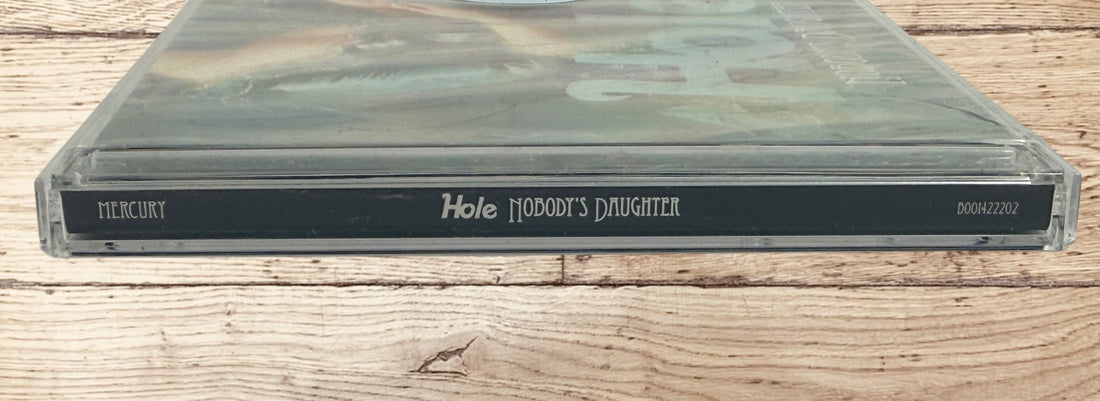 MERCURY Hole NOBODY'S DAUGHTER B001422202